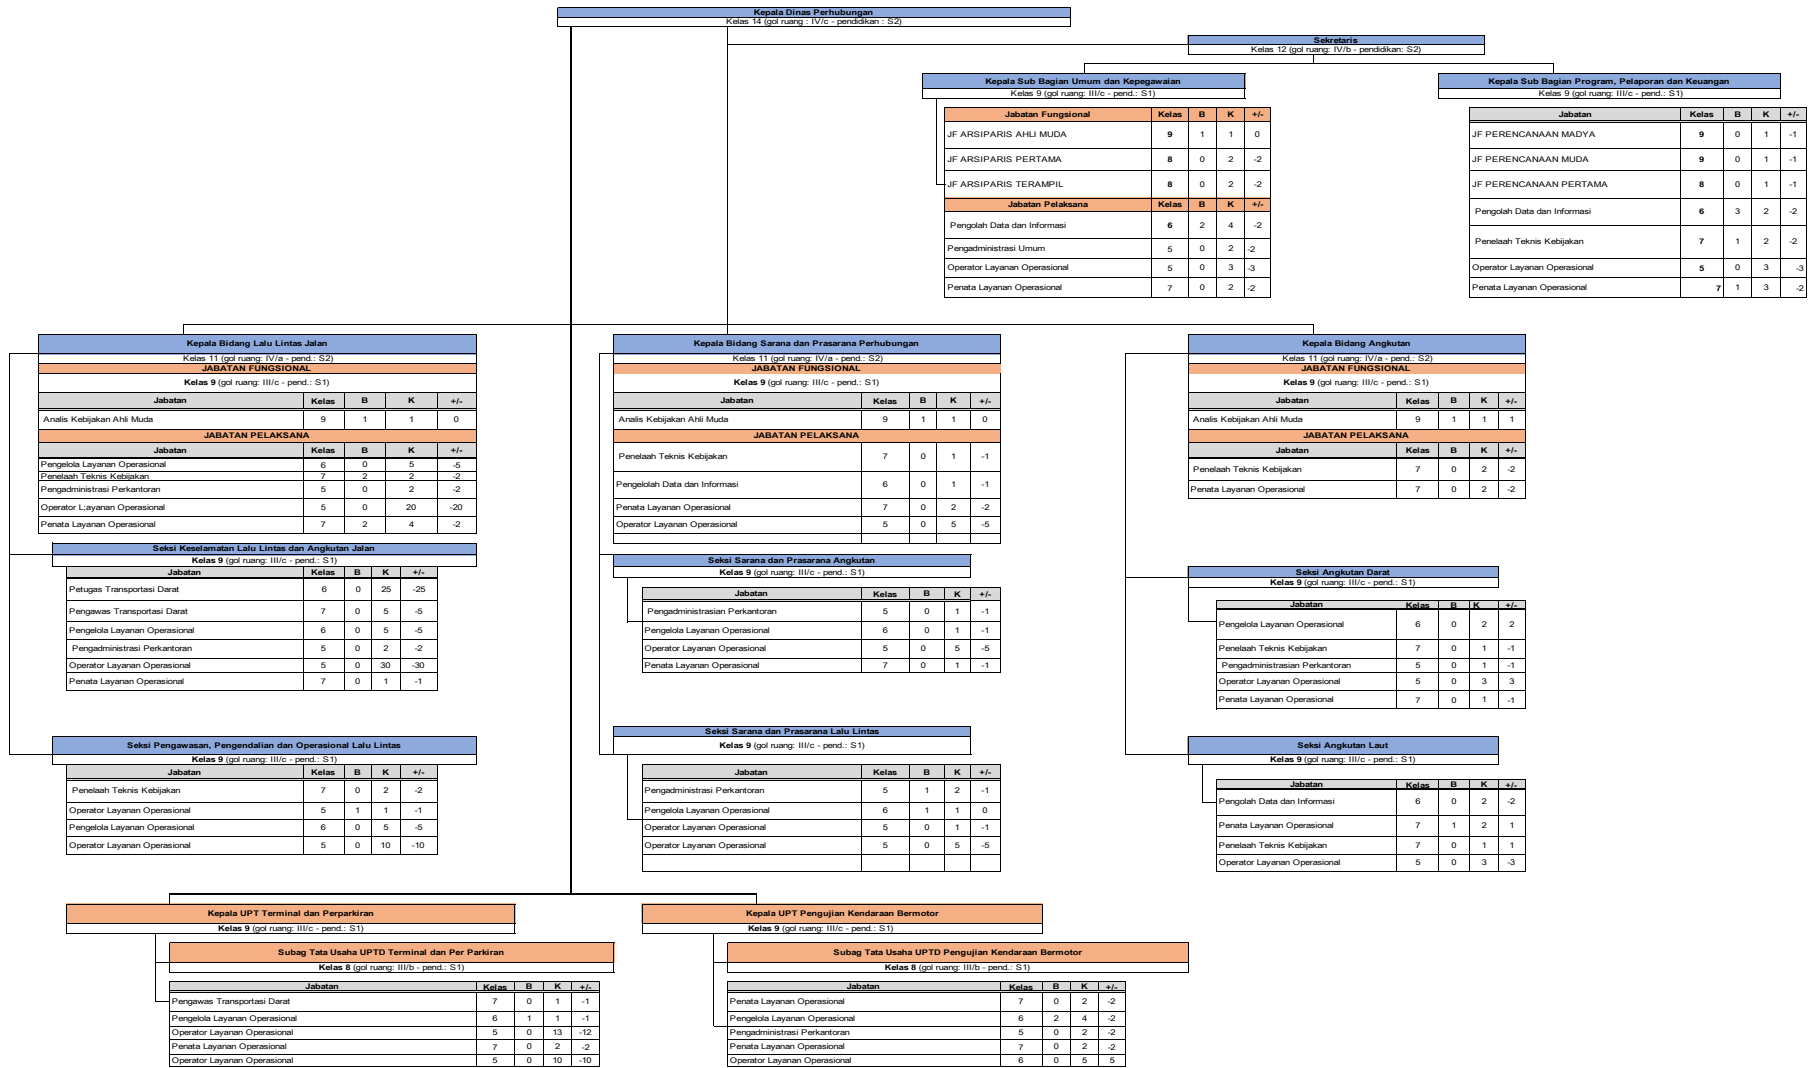 Kepala Dinas Perhubungan
Kelas 14 (gol ruang : IV/c - pendidikan : S2)
Sekretaris
Kelas 12 (gol ruang: IV/b - pendidikan: S2)
Kepala Sub Bagian Umum dan Kepegawaian
Kelas 9 (gol ruang: III/c - pend.: S1)
Jabatan Fungsional Kelas B K +/-
JF ARSIPARIS AHLI MUDA 9 1 1 0
JF ARSIPARIS PERTAMA 8 0 2 -2
JF ARSIPARIS TERAMPIL 8 0 2 -2
Jabatan Pelaksana Kelas B K +/-
Pengolah Data dan Informasi 6 2 4 -2
Pengadministrasi Umum 5 0 2 -2
Operator Layanan Operasional 5 0 3 -3
Penata Layanan Operasional 7 0 2 -2
Kepala Sub Bagian Program, Pelaporan dan Keuangan
Kelas 9 (gol ruang: III/c - pend.: S1)
Jabatan Kelas B K +/-
JF PERENCANAAN MADYA 9 0 1 -1
JF PERENCANAAN MUDA 9 0 1 -1
JF PERENCANAAN PERTAMA 8 0 1 -1
Pengolah Data dan Informasi 6 3 2 -2
Penelaah Teknis Kebijakan 7 1 2 -2
Operator Layanan Operasional 5 0 3 -3
Penata Layanan Operasional 7 1 3 -2
Kepala Bidang Lalu Lintas Jalan
Kelas 11 (gol ruang: IV/a - pend.: S2)
JABATAN FUNGSIONAL
Kelas 9 (gol ruang: III/c - pend.: S1)
Jabatan Kelas B K +/-
Analis Kebijakan Ahli Muda 9 1 1 0
JABATAN PELAKSANA
Jabatan Kelas B K +/-
Pengelola Layanan Operasional 6 0 5 -5
Penelaah Teknis Kebijakan 7 2 2 -2
Pengadministrasi Perkantoran 5 0 2 -2
Operator L;ayanan Operasional 5 0 20 -20
Penata Layanan Operasional 7 2 4 -2
Seksi Keselamatan Lalu Lintas dan Angkutan Jalan
Kelas 9 (gol ruang: III/c - pend.: S1)
Jabatan Kelas B K +/-
Petugas Transportasi Darat 6 0 25 -25
Pengawas Transportasi Darat 7 0 5 -5
Pengelola Layanan Operasional 6 0 5 -5
Pengadministrasi Perkantoran 5 0 2 -2
Operator Layanan Operasional 5 0 30 -30
Penata Layanan Operasional 7 0 1 -1
Seksi Pengawasan, Pengendalian dan Operasional Lalu Lintas
Kelas 9 (gol ruang: III/c - pend.: S1)
Jabatan Kelas B K +/-
Penelaah Teknis Kebijakan 7 0 2 -2
Operator Layanan Operasional 5 1 1 -1
Pengelola Layanan Operasional 6 0 5 -5
Operator Layanan Operasional 5 0 10 -10
Kepala Bidang Sarana dan Prasarana Perhubungan
Kelas 11 (gol ruang: IV/a - pend.: S2)
JABATAN FUNGSIONAL
Kelas 9 (gol ruang: III/c - pend.: S1)
Jabatan Kelas B K +/-
Analis Kebijakan Ahli Muda 9 1 1 0
JABATAN PELAKSANA
Penelaah Teknis Kebijakan 7 0 1 -1
Pengelolah Data dan Informasi 6 0 1 -1
Penata Layanan Operasional 7 0 2 -2
Operator Layanan Operasional 5 0 5 -5
Seksi Sarana dan Prasarana Angkutan
Kelas 9 (gol ruang: III/c - pend.: S1)
Jabatan Kelas B K +/-
Pengadministrasian Perkantoran 5 0 1 -1
Pengelola Layanan Operasional 6 0 1 -1
Operator Layanan Operasional 5 0 5 -5
Penata Layanan Operasional 7 0 1 -1
Seksi Sarana dan Prasarana Lalu Lintas
Kelas 9 (gol ruang: III/c - pend.: S1)
Jabatan Kelas B K +/-
Pengadministrasi Perkantoran 5 1 2 -1
Pengelola Layanan Operasional 6 1 1 0
Operator Layanan Operasional 5 0 1 -1
Operator Layanan Operasional 5 0 5 -5
Kepala Bidang Angkutan
Kelas 11 (gol ruang: IV/a - pend.: S2)
JABATAN FUNGSIONAL
Kelas 9 (gol ruang: III/c - pend.: S1)
Jabatan Kelas B K +/-
Analis Kebijakan Ahli Muda 9 1 1 1
JABATAN PELAKSANA
Jabatan Kelas B K +/-
Penelaah Teknis Kebijakan 7 0 2 -2
Penata Layanan Operasional 7 0 2 -2
Seksi Angkutan Darat
Kelas 9 (gol ruang: III/c - pend.: S1)
Jabatan Kelas B K +/-
Pengelola Layanan Operasional 6 0 2 2
Penelaah Teknis Kebijakan 7 0 1 -1
Pengadministrasian Perkantoran 5 0 1 -1
Operator Layanan Operasional 5 0 3 3
Penata Layanan Operasional 7 0 1 -1
Seksi Angkutan Laut
Kelas 9 (gol ruang: III/c - pend.: S1)
Jabatan Kelas B K +/-
Pengolah Data dan Informasi 6 0 2 -2
Penata Layanan Operasional 7 1 2 1
Penelaah Teknis Kebijakan 7 0 1 1
Operator Layanan Operasional 5 0 3 -3
Kepala UPT Terminal dan Perparkiran
Kelas 9 (gol ruang: III/c - pend.: S1)
Subag Tata Usaha UPTD Terminal dan Per Parkiran
Kelas 8 (gol ruang: III/b - pend.: S1)
Jabatan Kelas B K +/-
Pengawas Transportasi Darat 7 0 1 -1
Pengelola Layanan Operasional 6 1 1 -1
Operator Layanan Operasional 5 0 13 -12
Penata Layanan Operasional 7 0 2 -2
Operator Layanan Operasional 5 0 10 -10
Kepala UPT Pengujian Kendaraan Bermotor
Kelas 9 (gol ruang: III/c - pend.: S1)
Subag Tata Usaha UPTD Pengujian Kendaraan Bermotor
Kelas 8 (gol ruang: III/b - pend.: S1)
Jabatan Kelas B K +/-
Penata Layanan Operasional 7 0 2 -2
Pengelola Layanan Operasional 6 2 4 -2
Pengadministrasi Perkantoran 5 0 2 -2
Penata Layanan Operasional 7 0 2 -2
Operator Layanan Operasional 6 0 5 5